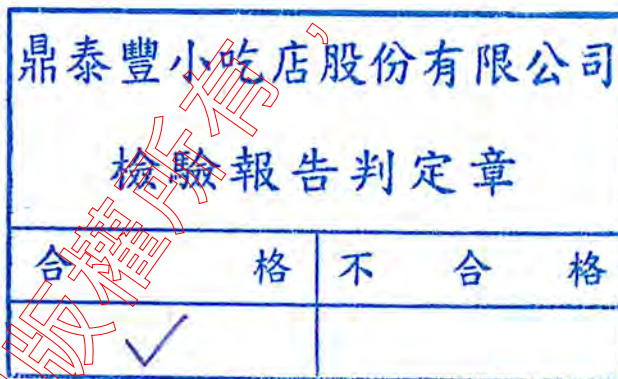 鼎泰豐小吃店股份有限公司
檢驗報告判定章
合格 不合格
✓
版權所有,